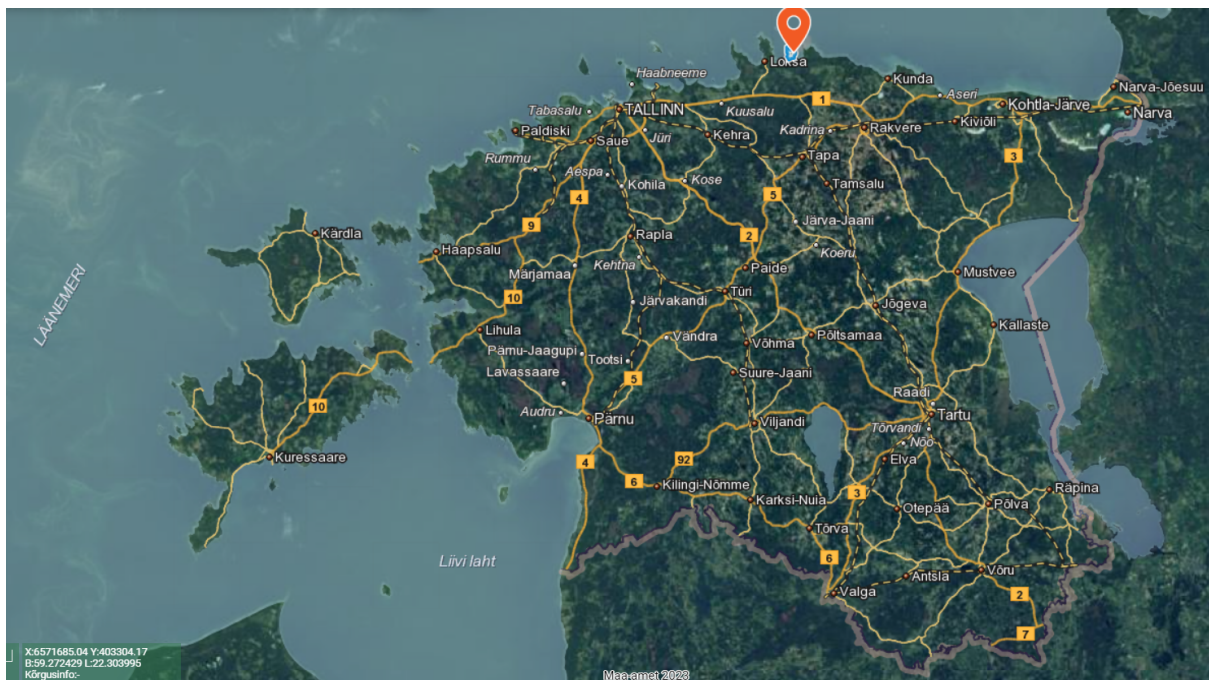 Loksa
Haabneeme
Kunda
Narva-Jõesuu
Aseri
Tabasalu
TALLINN
Kuusalu
1
Kohtla-Järve
Narva
Paldiski
Jüri
Kehra
Kadrina
Rakvere
Kiviõli
Saue
Rummu
Aespa
Tapa
3
Kohila
Kose
Tamsalu
4
5
9
Järva-Jaani
Kärdla
Rapla
2
Haapsalu
Koeru
Märjamaa
Kehtna
Paide
Mustvee
LÄÄNEMERI
10
Türi
Järvakandi
Jõgeva
Lihula
Vändra
Võhma
Põltsamaa
Kallaste
Pärnu-Jaagupi
Tootsi
Lavassaare
5
Suure-Jaani
Raadi
10
Audru
Pärnu
Viljandi
Tartu
Tõrvandi
Nõo
Kuressaare
4
92
Elva
6
Kilingi-Nõmme
Karksi-Nuia
3
Otepää
Põlva
Räpina
Tõrva
Liivi laht
6
Antsla
Võru
Valga
2
7
X:6571685.04 Y:403304.17
B:59.272429 L:22.303995
Kõrgusinfo:-
Maa-amet 2023